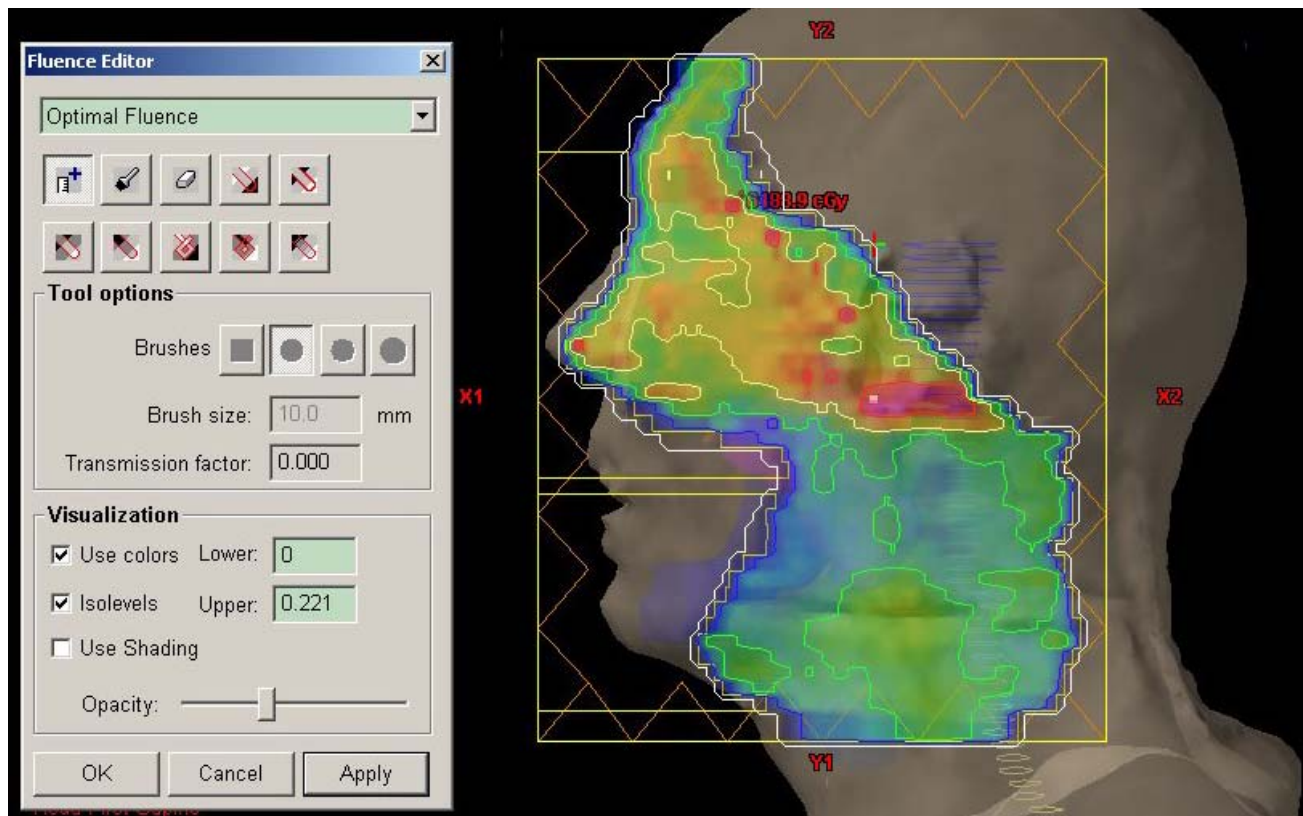 Fluence Editor
Optimal Fluence
Tool options
Brushes
Brush size: 10.0 mm
Transmission factor: 0.000
Visualization
Use colors Lower: 0
Isolevels Upper: 0.221
Use Shading
Opacity:
OK Cancel Apply
Y2
X1
X2
Y1